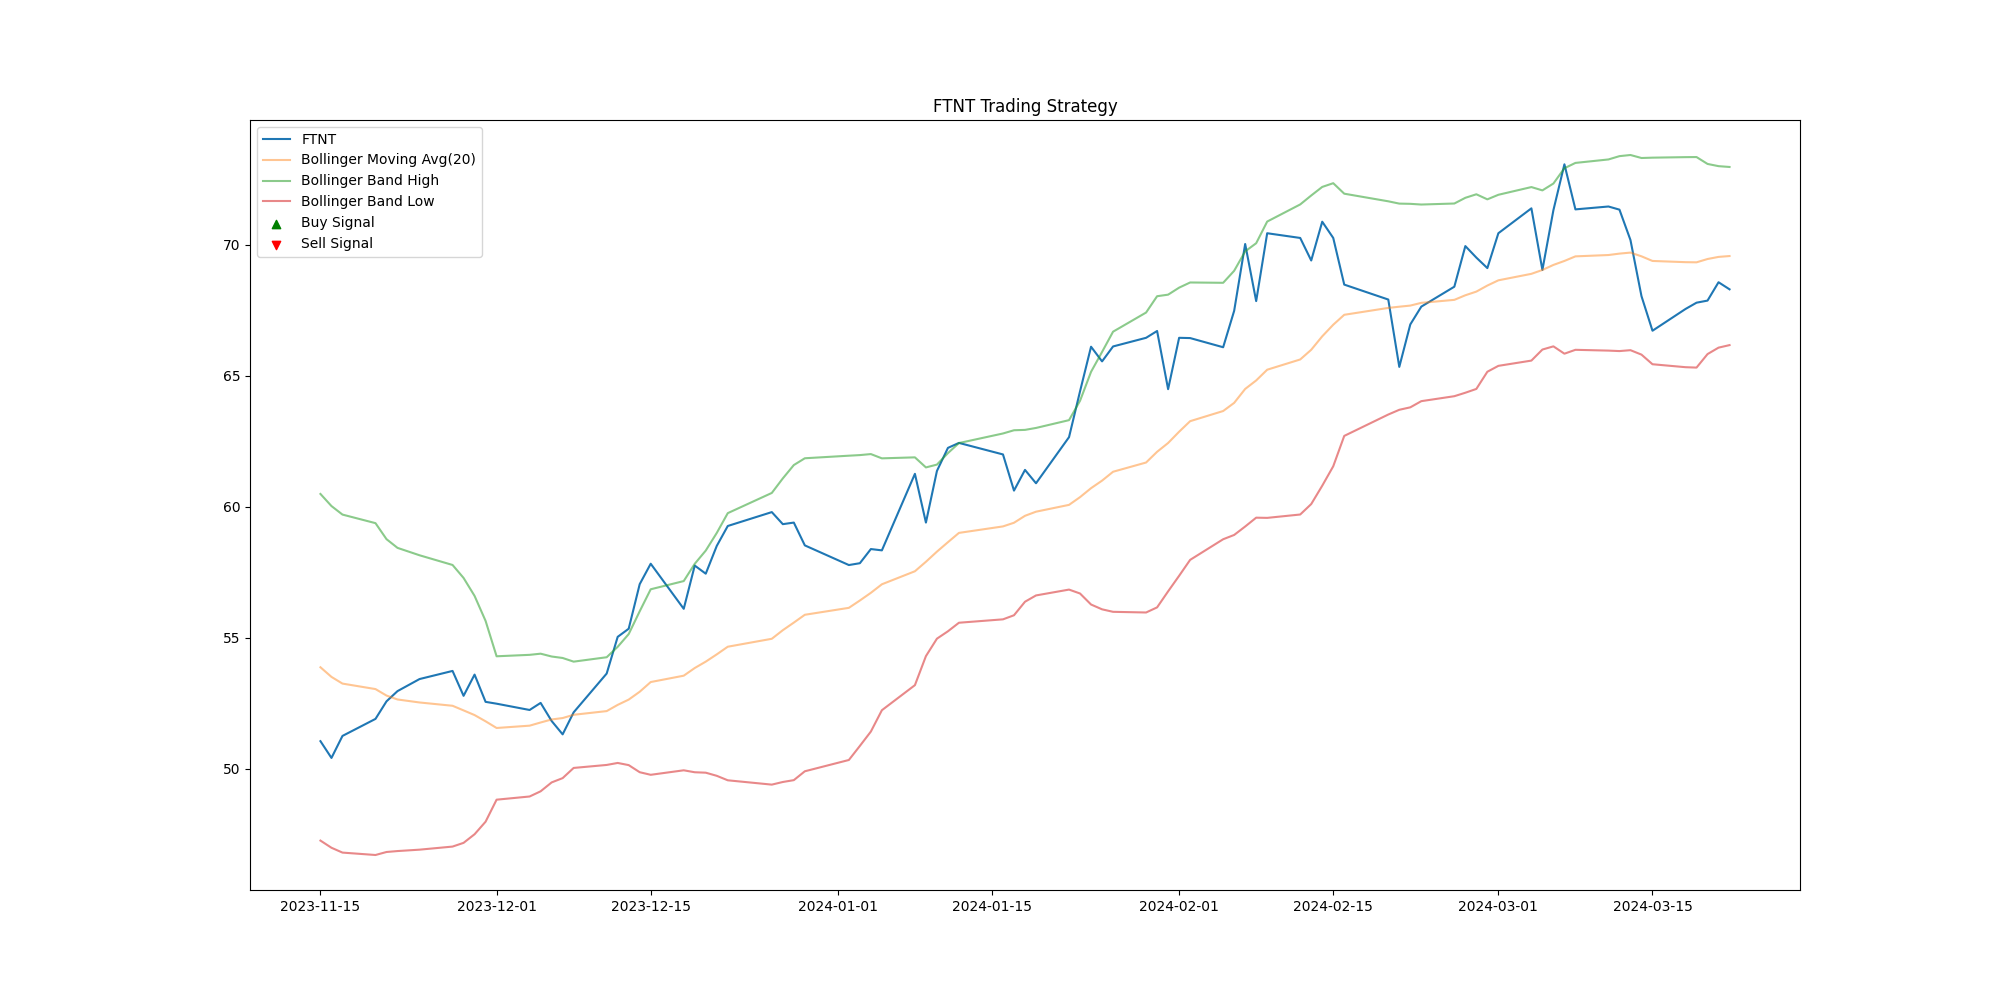 FTNT Trading Strategy
FTNT
Bollinger Moving Avg(20)
Bollinger Band High
Bollinger Band Low
Buy Signal
Sell Signal
70
65
60
55
50
2023-11-15
2023-12-01
2023-12-15
2024-01-01
2024-01-15
2024-02-01
2024-02-15
2024-03-01
2024-03-15